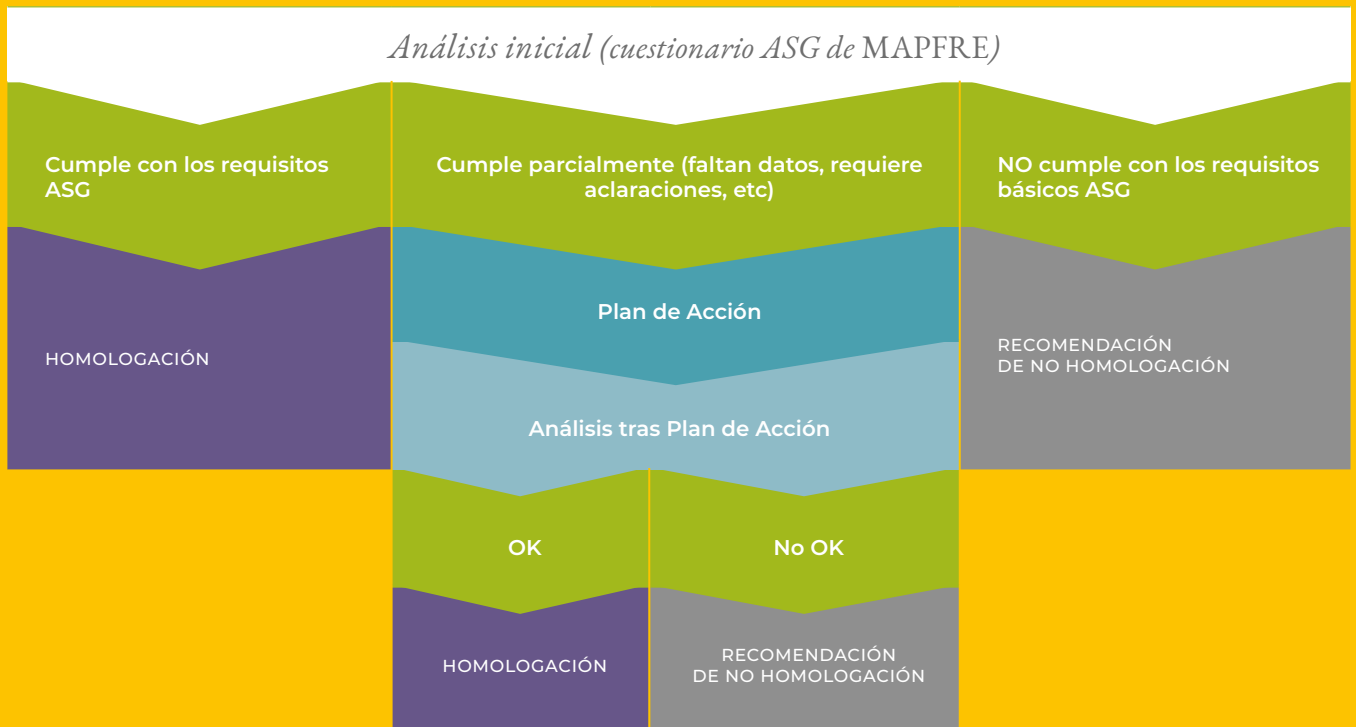 Análisis inicial (cuestionario ASG de MAPFRE)
Cumple con los requisitos
ASG
Cumple parcialmente (faltan datos, requiere
aclaraciones, etc)
NO cumple con los requisitos
básicos ASG
HOMOLOGACIÓN
Plan de Acción
RECOMENDACIÓN
DE NO HOMOLOGACIÓN
Análisis tras Plan de Acción
OK
No OK
HOMOLOGACIÓN
RECOMENDACIÓN
DE NO HOMOLOGACIÓN